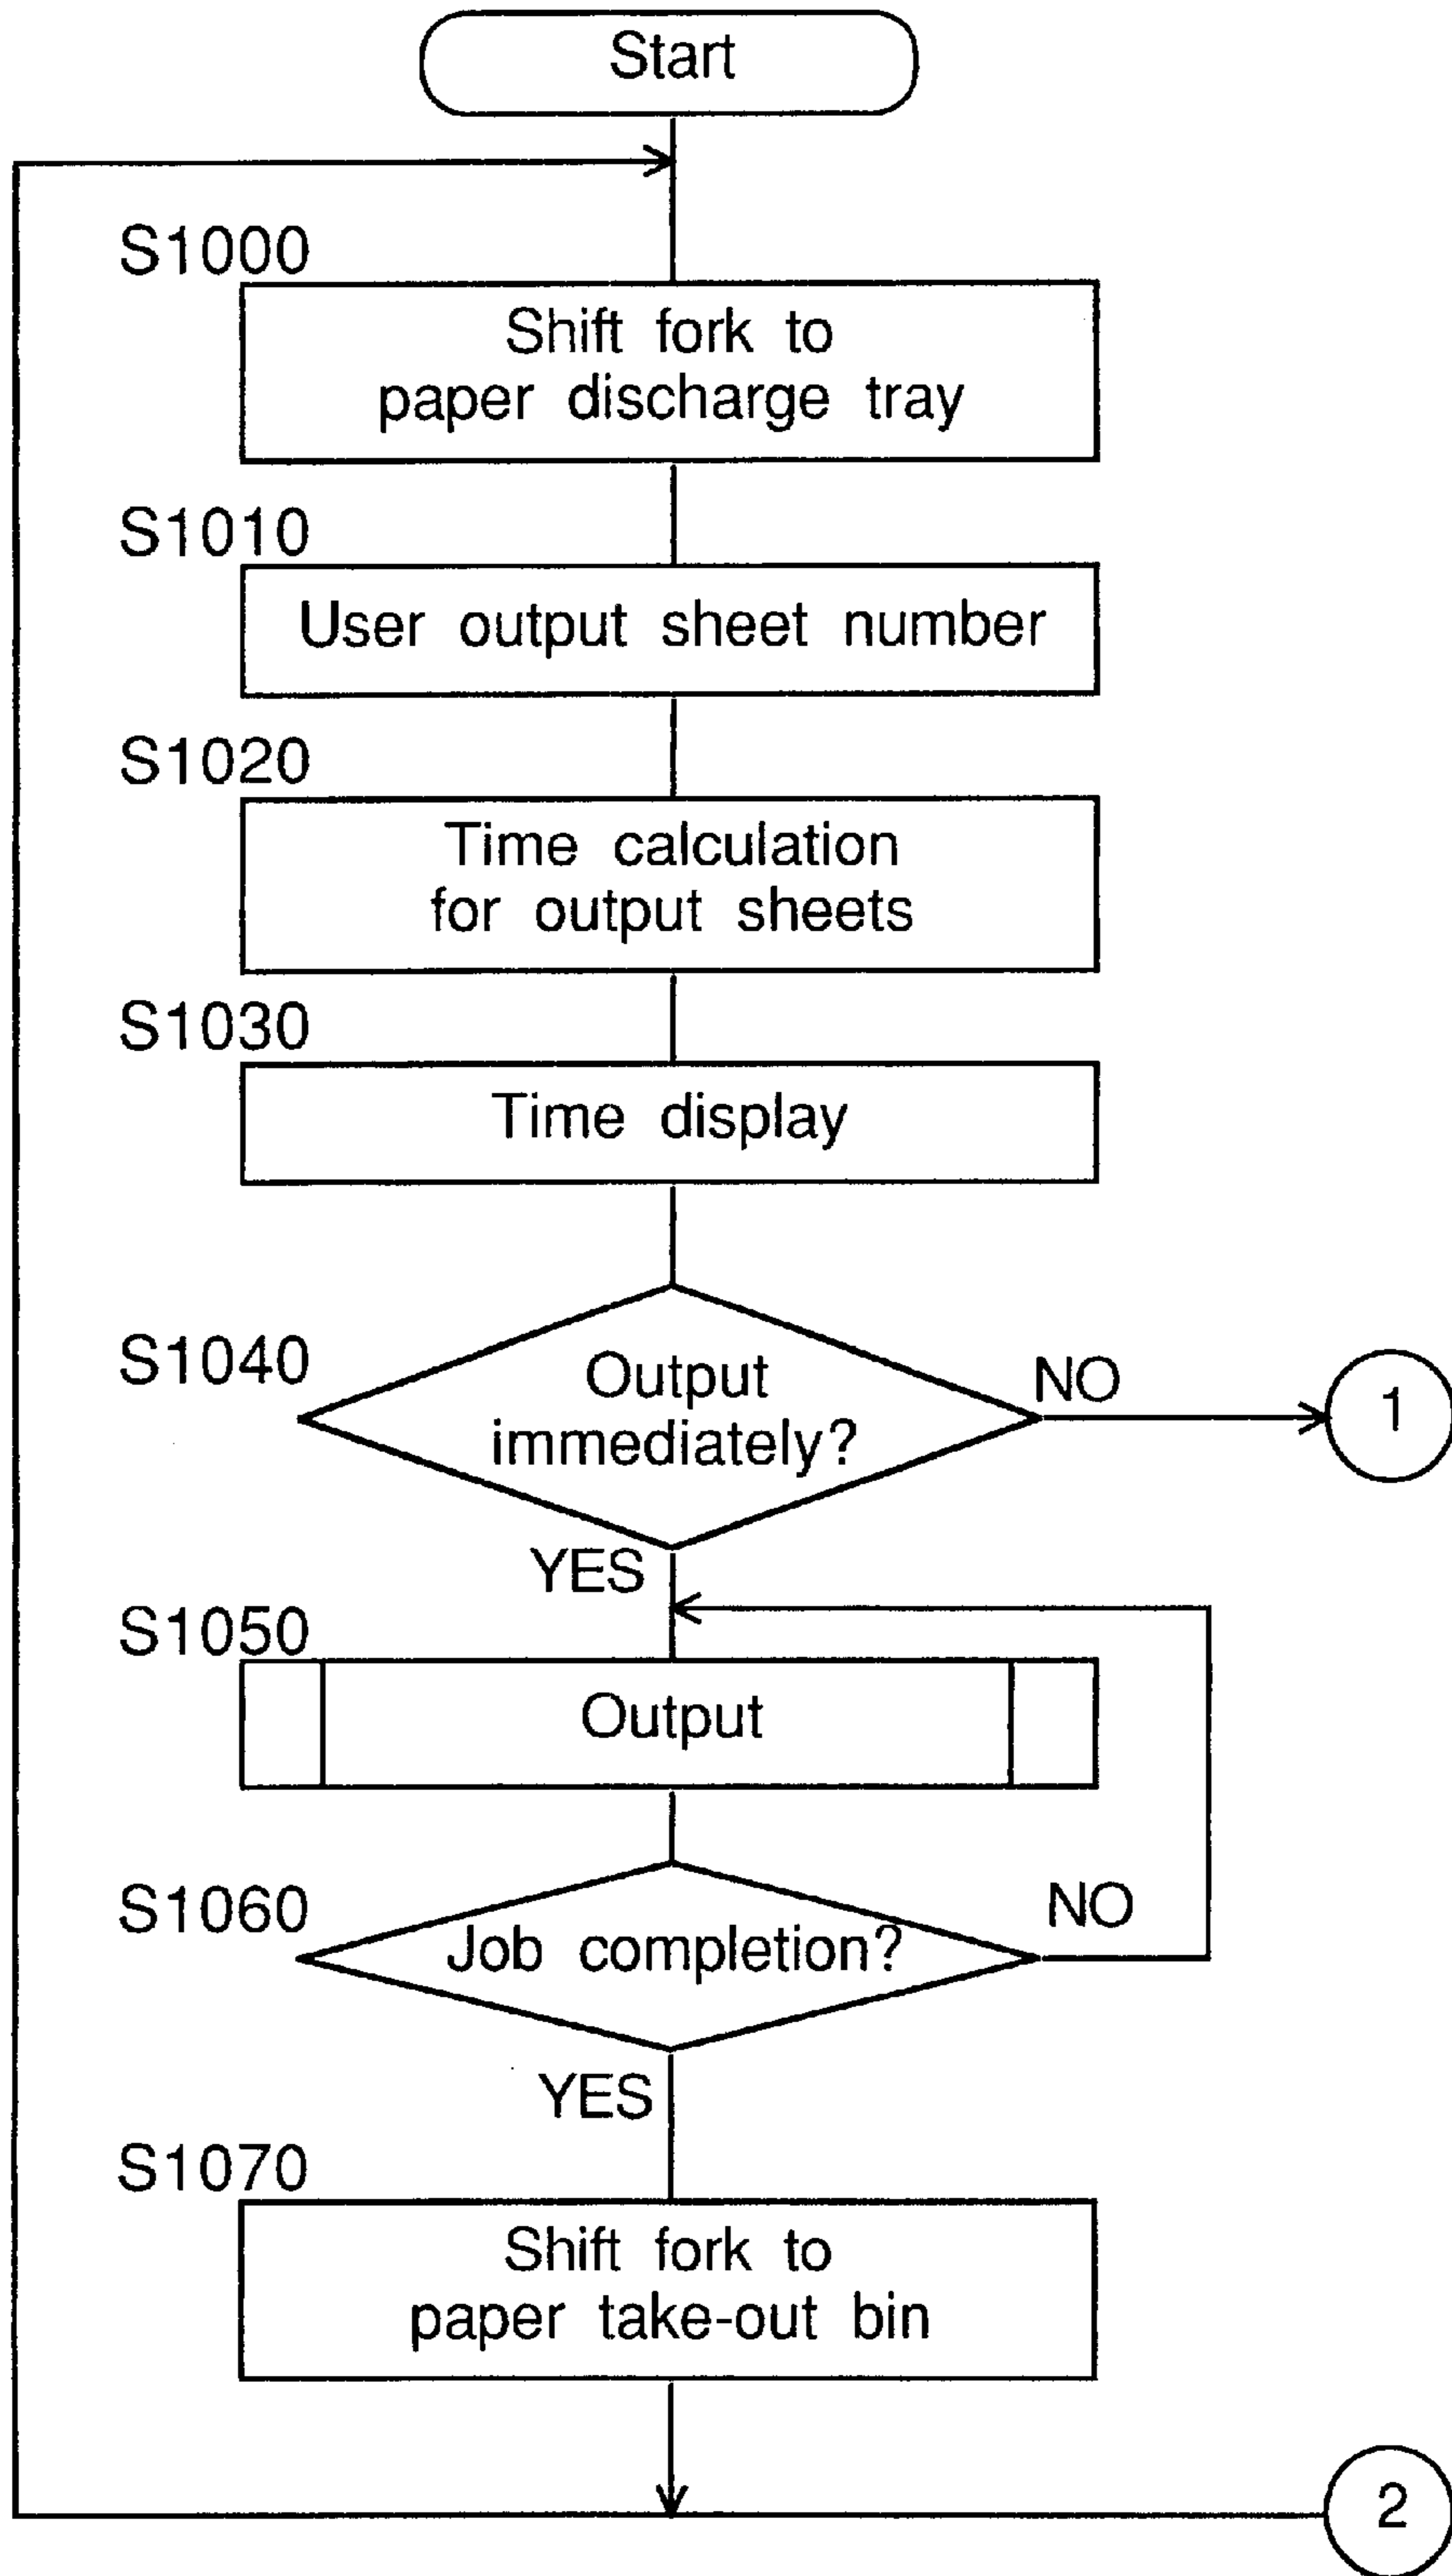 Start
S1000
Shift fork to
paper discharge tray
S1010
User output sheet number
S1020
Time calculation
for output sheets
S1030
Time display
S1040
Output
immediately?
NO
1
YES
S1050
Output
S1060
Job completion?
NO
YES
S1070
Shift fork to
paper take-out bin
2